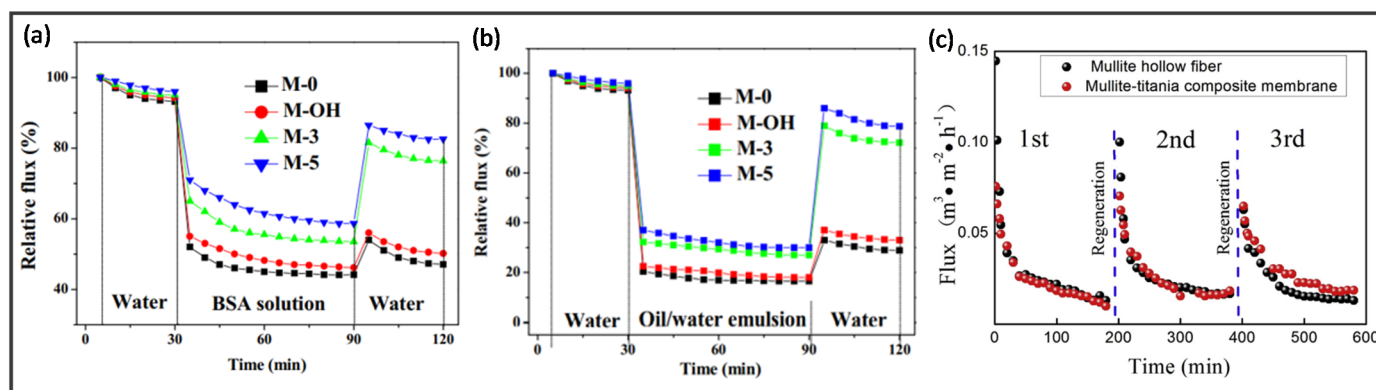 (a)
Relative flux (%)
100
80
60
40
M-0
M-OH
M-3
M-5
Water
BSA solution
Water
0
30
60
90
120
Time (min)
(b)
Relative flux (%)
100
80
60
40
20
0
M-0
M-OH
M-3
M-5
Water
Oil/water emulsion
Water
0
30
60
90
120
Time (min)
(c)
Flux (m³•m⁻²•h⁻¹)
0.15
0.10
0.05
Mullite hollow fiber
Mullite-titania composite membrane
1st
Regeneration
2nd
Regeneration
3rd
0
100
200
300
400
500
600
Time (min)